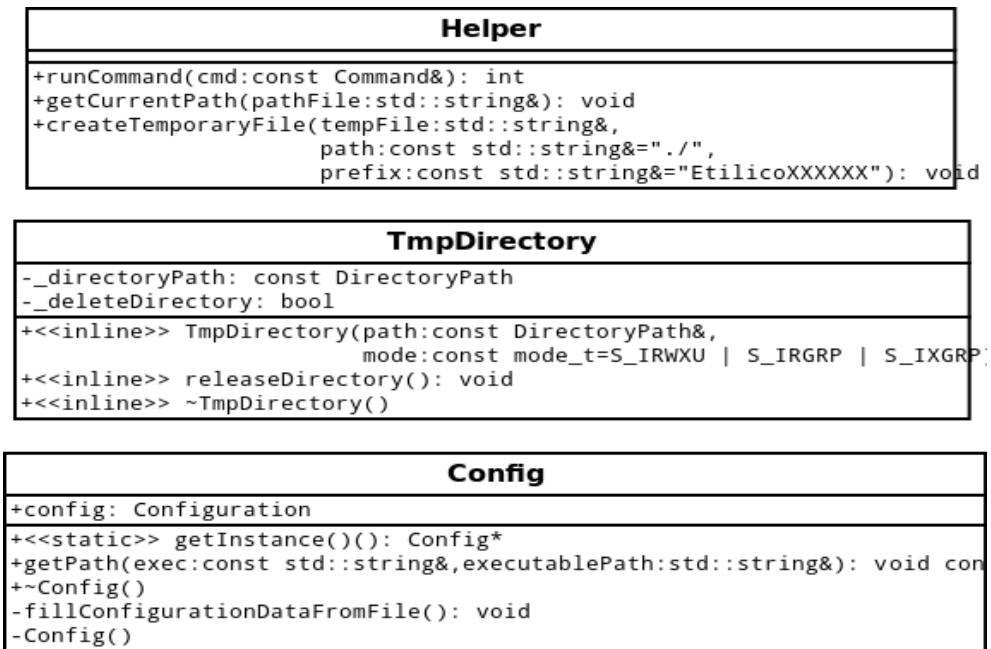 Helper
+runCommand(cmd:const Command&): int
+getCurrentPath(pathFile:std::string&): void
+createTemporaryFile(tempFile:std::string&,
path:const std::string&="./",
prefix:const std::string&="EtilicoXXXXXX"): void
TmpDirectory
-_directoryPath: const DirectoryPath
-_deleteDirectory: bool
+<<inline>> TmpDirectory(path:const DirectoryPath&,
mode:const mode_t=S_IRWXU | S_IRGRP | S_IXGRP)
+<<inline>> releaseDirectory(): void
+<<inline>> ~TmpDirectory()
Config
+config: Configuration
+<<static>> getInstance()(): Config*
+getPath(exec:const std::string&,executablePath:std::string&): void con
+~Config()
-fillConfigurationDataFromFile(): void
-Config()